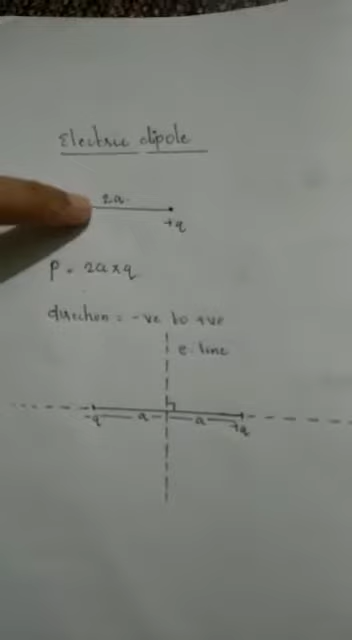 Electric dipole
2a
+q
P = 2a×q
direction = -ve to +ve
e. line
-q a a +q